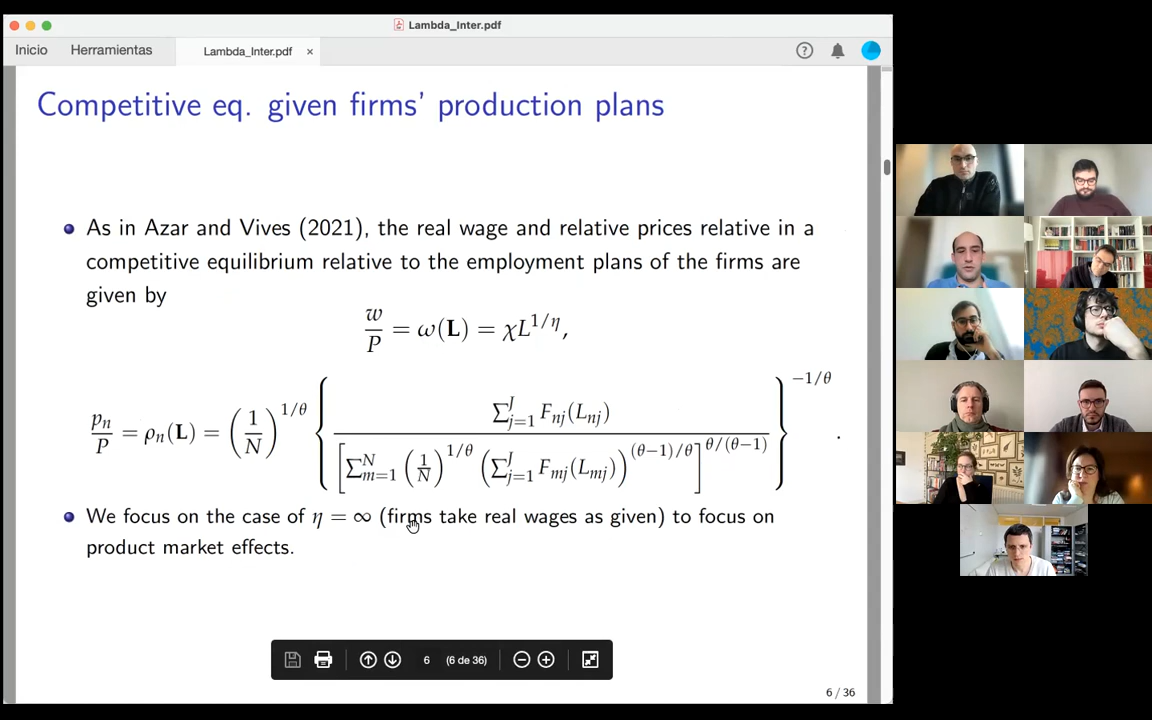 Lambda_Inter.pdf
Inicio Herramientas Lambda_Inter.pdf ×
Competitive eq. given firms' production plans
As in Azar and Vives (2021), the real wage and relative prices relative in a
competitive equilibrium relative to the employment plans of the firms are
given by
w/P = ω(L) = χL^{1/η},
p_n/P = ρ_n(L) = (1/N)^{1/θ} { ∑_{j=1}^{J} F_{nj}(L_{nj}) / [∑_{m=1}^{N} (1/N)^{1/θ} (∑_{j=1}^{J} F_{mj}(L_{mj}))^{(θ−1)/θ}]^{θ/(θ−1)} }^{−1/θ} .
We focus on the case of η = ∞ (firms take real wages as given) to focus on
product market effects.
6 (6 de 36)
6 / 36